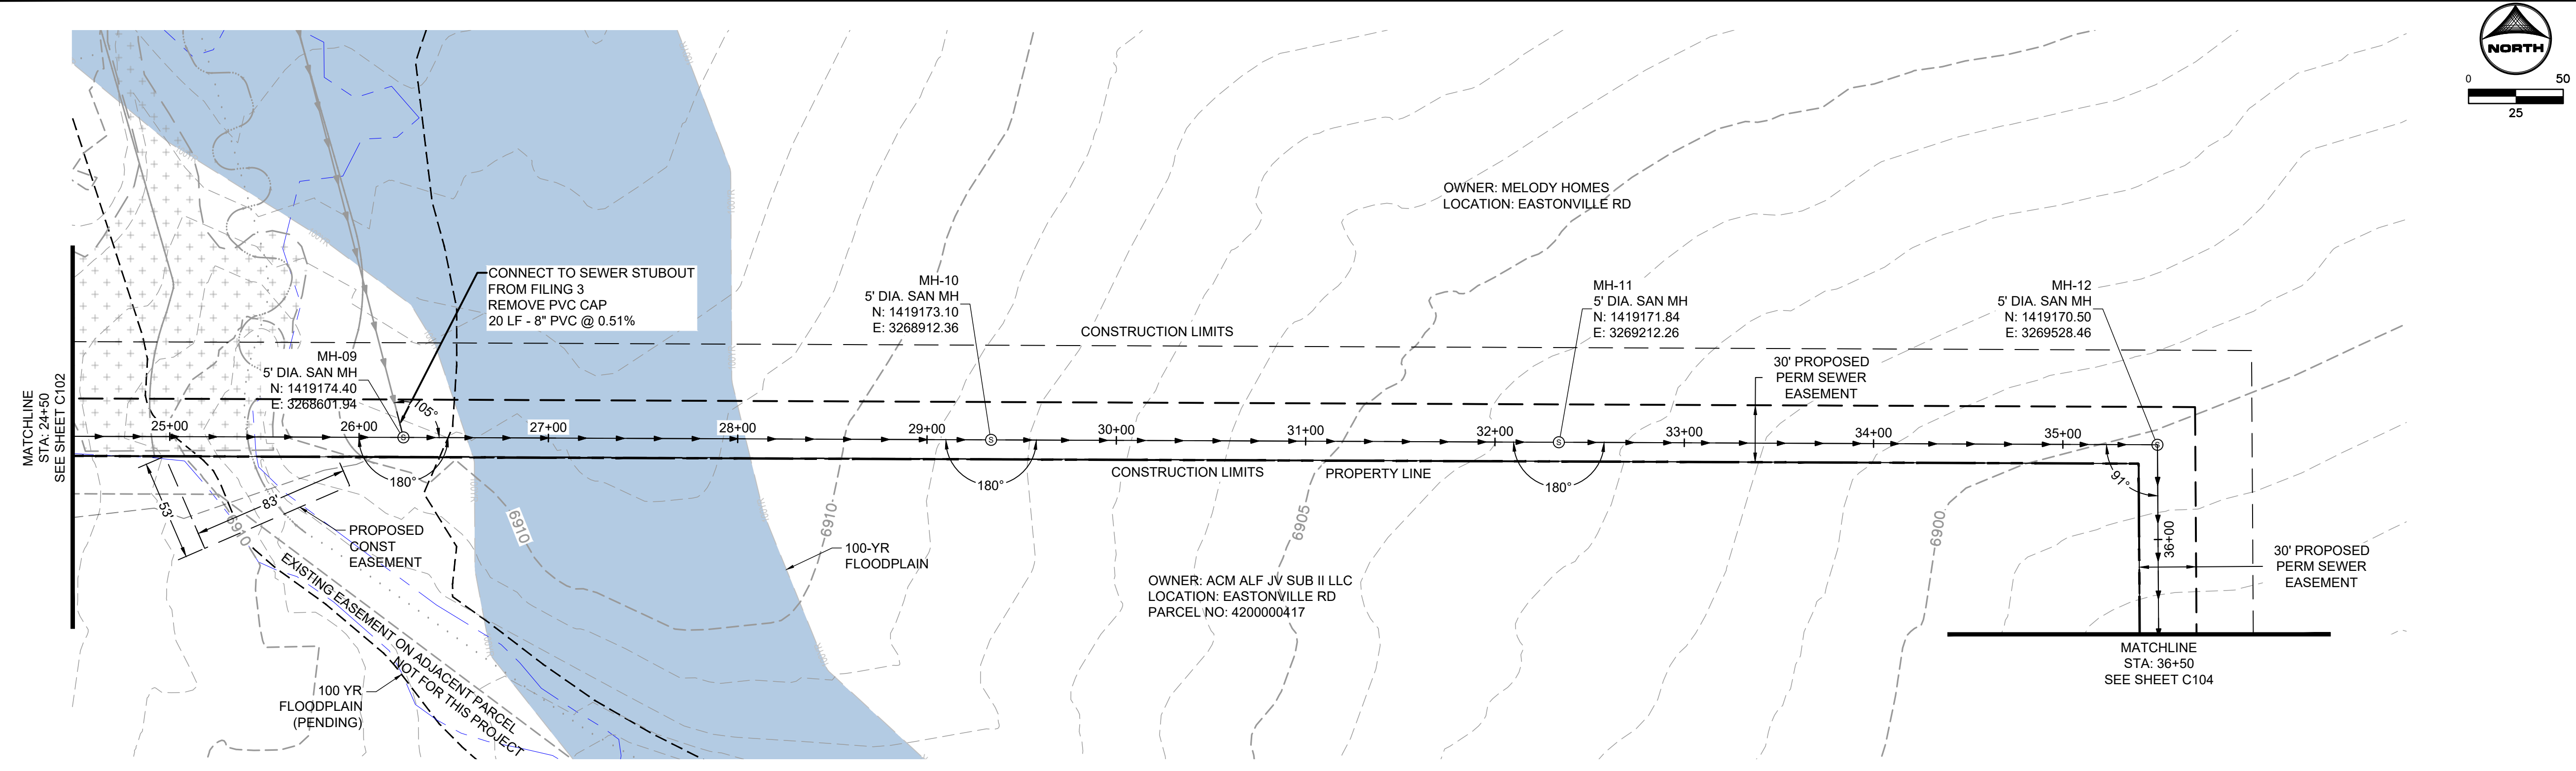 NORTH
0
50
25
OWNER: MELODY HOMES
LOCATION: EASTONVILLE RD
CONNECT TO SEWER STUBOUT
FROM FILING 3
REMOVE PVC CAP
20 LF - 8" PVC @ 0.51%
MH-09
5' DIA. SAN MH
N: 1419174.40
E: 3268601.94
MH-10
5' DIA. SAN MH
N: 1419173.10
E: 3268912.36
MH-11
5' DIA. SAN MH
N: 1419171.84
E: 3269212.26
MH-12
5' DIA. SAN MH
N: 1419170.50
E: 3269528.46
CONSTRUCTION LIMITS
30' PROPOSED
PERM SEWER
EASEMENT
MATCHLINE
STA: 24+50
SEE SHEET C102
105°
25+00
26+00
27+00
28+00
29+00
30+00
31+00
32+00
33+00
34+00
35+00
36+00
S
S
S
S
180°
180°
180°
91°
CONSTRUCTION LIMITS
PROPERTY LINE
53'
83'
6910
6910
6910
6905
6900
PROPOSED
CONST
EASEMENT
100-YR
FLOODPLAIN
OWNER: ACM ALF JV SUB II LLC
LOCATION: EASTONVILLE RD
PARCEL NO: 4200000417
30' PROPOSED
PERM SEWER
EASEMENT
EXISTING EASEMENT ON ADJACENT PARCEL
NOT FOR THIS PROJECT
100 YR
FLOODPLAIN
(PENDING)
MATCHLINE
STA: 36+50
SEE SHEET C104